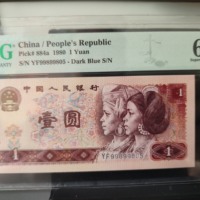 G
China / People's Republic
Pick# 884a 1980 1 Yuan
- Dark Blue S/N
6
中国人民银行
1
壹圆
1